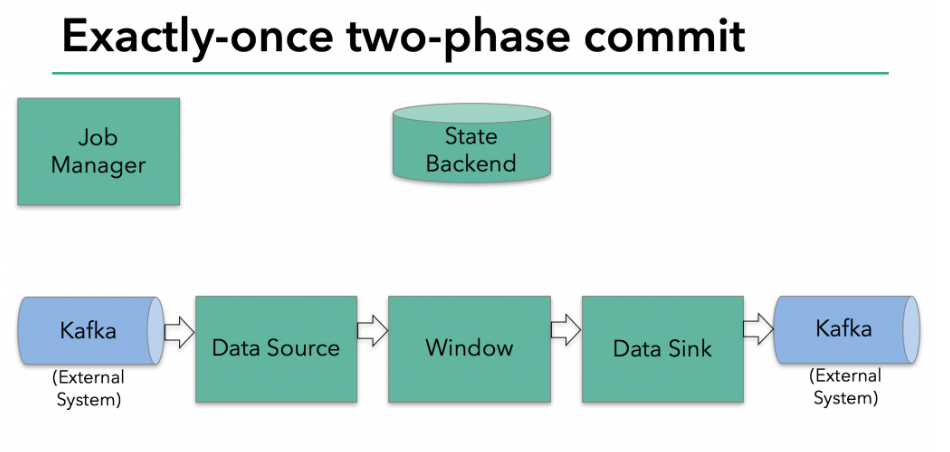 Exactly-once two-phase commit
Job
Manager
State
Backend
Kafka
(External
System)
Data Source
Window
Data Sink
Kafka
(External
System)